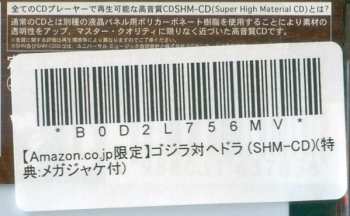 全てのCDプレーヤーで再生可能な高音質CDSHM-CD(Super High Material CD)とは?
通常のCDとは別種の液晶パネル用ポリカーボネート樹脂を使用することにより素材の
透明性をアップ、マスター・クオリティに限りなく近づいた高音質CDです。
*B0D2L756MV*
【Amazon.co.jp限定】ゴジラ対ヘドラ (SHM-CD)(特
典:メガジャケ付)